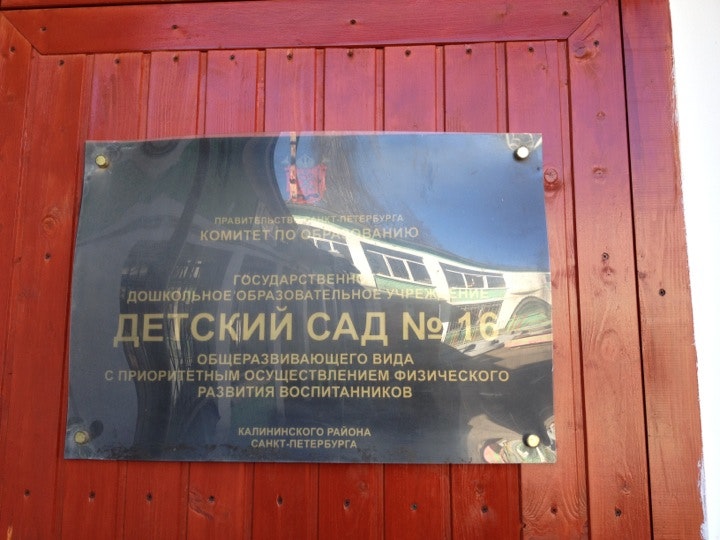 ПРАВИТЕЛЬСТВО САНКТ-ПЕТЕРБУРГА
КОМИТЕТ ПО ОБРАЗОВАНИЮ
ГОСУДАРСТВЕННОЕ
ДОШКОЛЬНОЕ ОБРАЗОВАТЕЛЬНОЕ УЧРЕЖДЕНИЕ
ДЕТСКИЙ САД № 16
ОБЩЕРАЗВИВАЮЩЕГО ВИДА
С ПРИОРИТЕТНЫМ ОСУЩЕСТВЛЕНИЕМ ФИЗИЧЕСКОГО
РАЗВИТИЯ ВОСПИТАННИКОВ
КАЛИНИНСКОГО РАЙОНА
САНКТ-ПЕТЕРБУРГА